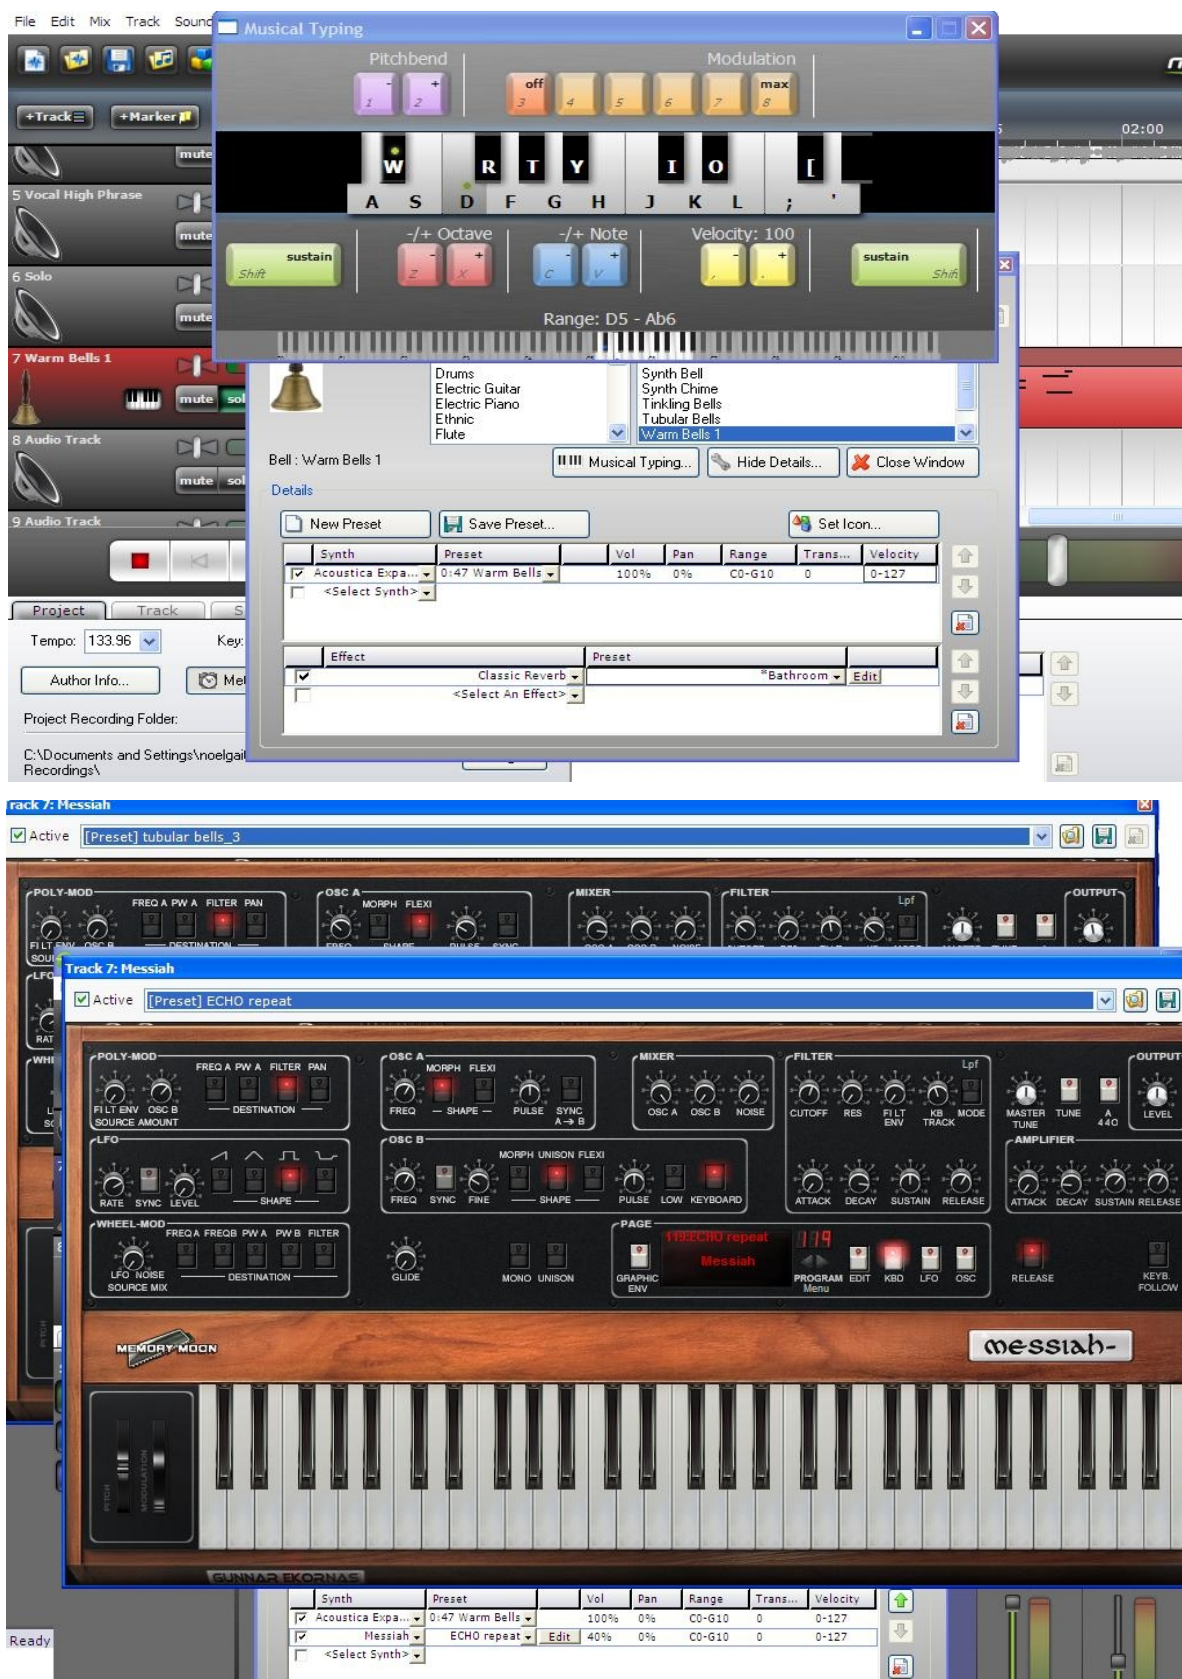 File Edit Mix Track
Musical Typing
Pitchbend
Modulation
- + off max
1 2 3 4 5 6 7 8
+Track +Marker
02:00
mute
W R T Y I O [
A S D F G H J K L ; '
5 Vocal High Phrase
mute
-/+ Octave -/+ Note Velocity: 100
sustain - + - + - + sustain
Shift Z X C V , .
6 Solo
mute
Range: D5 - Ab6
7 Warm Bells 1
mute
Drums
Electric Guitar
Electric Piano
Ethnic
Flute
Synth Bell
Synth Chime
Tinkling Bells
Tubular Bells
Warm Bells 1
8 Audio Track
mute
Bell : Warm Bells 1
Musical Typing... Hide Details... Close Window
Details
New Preset Save Preset... Set Icon...
9 Audio Track
Synth Preset Vol Pan Range Trans... Velocity
Acoustica Expa... 0:47 Warm Bells 100% 0% C0-G10 0 0-127
<Select Synth>
Project Track
Tempo: 133.96 Key:
Author Info...
Effect Preset
Classic Reverb *Bathroom Edit
<Select An Effect>
Project Recording Folder:
C:\Documents and Settings\noelgai
Recordings\
Track 7: Messiah
Active [Preset] tubular bells_3
POLY-MOD OSC A MIXER FILTER OUTPUT
FREQ A PW A FILTER PAN MORPH FLEXI Lpf
Track 7: Messiah
Active [Preset] ECHO repeat
POLY-MOD OSC A MIXER FILTER OUTPUT
FREQ A PW A FILTER PAN MORPH FLEXI Lpf
FILT ENV OSC B DESTINATION FREQ SHAPE PULSE SYNC OSC A OSC B NOISE CUTOFF RES FILT KB MODE MASTER TUNE A LEVEL
SOURCE AMOUNT A→B ENV TRACK TUNE 440
LFO OSC B AMPLIFIER
MORPH UNISON FLEXI
RATE SYNC LEVEL SHAPE FREQ SYNC FINE SHAPE PULSE LOW KEYBOARD ATTACK DECAY SUSTAIN RELEASE ATTACK DECAY SUSTAIN RELEASE
WHEEL-MOD PAGE
FREQA FREQB PW A PW B FILTER 119:ECHO repeat 119
Messiah
LFO NOISE DESTINATION GLIDE MONO UNISON GRAPHIC PROGRAM EDIT KBD LFO OSC RELEASE KEYB.
SOURCE MIX ENV Menu FOLLOW
MEMORY MOON messiah-
PITCH MODULATION
GUNNAR EKORNAS
Synth Preset Vol Pan Range Trans... Velocity
Acoustica Expa... 0:47 Warm Bells 100% 0% C0-G10 0 0-127
Ready Messiah ECHO repeat Edit 40% 0% C0-G10 0 0-127
<Select Synth>